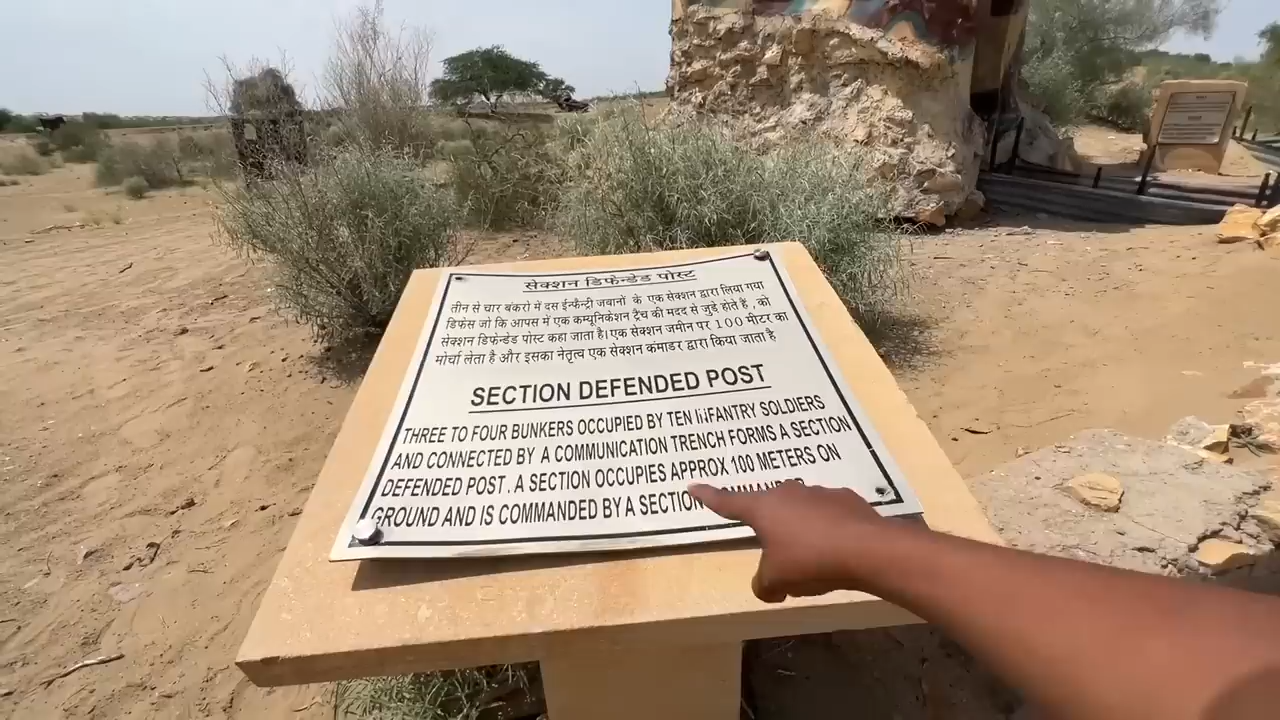 सेक्शन डिफेन्डेड पोस्ट
तीन से चार बंकरो में दस ईन्फैन्ट्री जवानों के एक सेक्शन द्वारा लिया गया
डिफेंस जो कि आपस में एक कम्यूनिकेशन ट्रैंच की मदद से जुड़े होते हैं , को
सेक्शन डिफेन्डेड पोस्ट कहा जाता है। एक सेक्शन जमीन पर 100 मीटर का
मोर्चा लेता है और इसका नेतृत्व एक सेक्शन कमांडर द्वारा किया जाता है
SECTION DEFENDED POST
THREE TO FOUR BUNKERS OCCUPIED BY TEN INFANTRY SOLDIERS
AND CONNECTED BY A COMMUNICATION TRENCH FORMS A SECTION
DEFENDED POST. A SECTION OCCUPIES APPROX 100 METERS ON
GROUND AND IS COMMANDED BY A SECTION COMMANDER